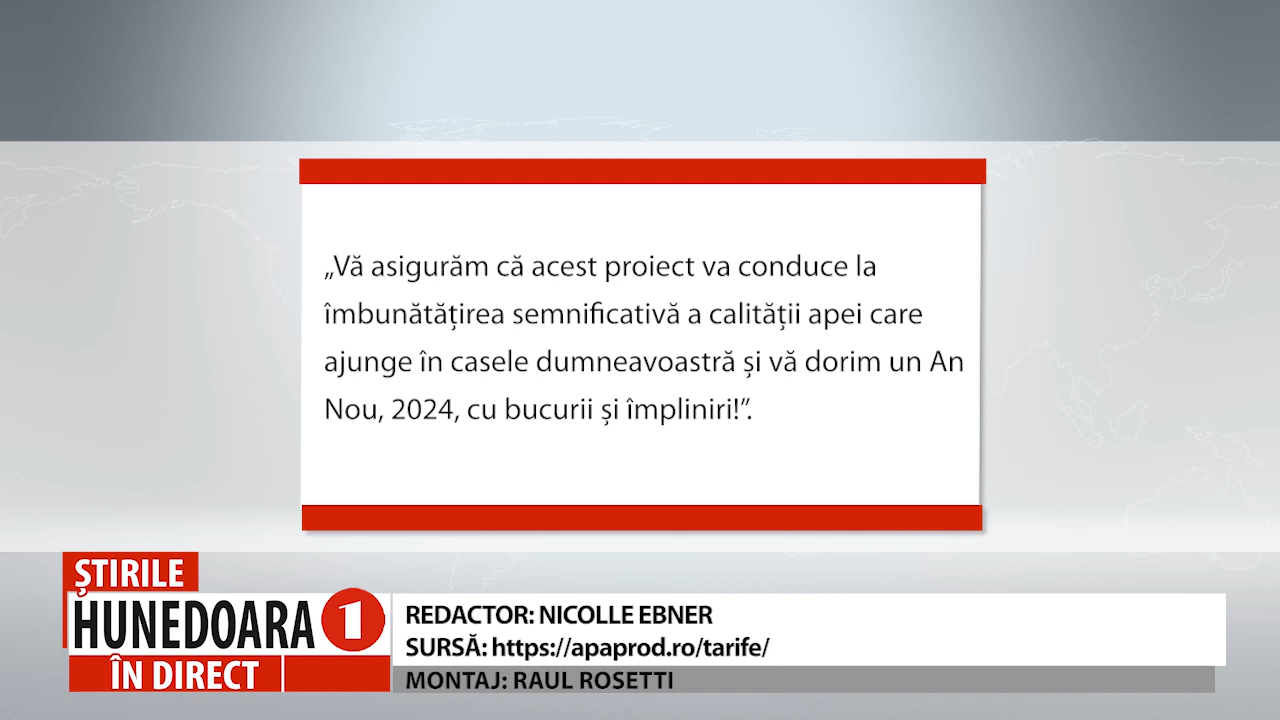 „Vă asigurăm că acest proiect va conduce la
îmbunătățirea semnificativă a calității apei care
ajunge în casele dumneavoastră și vă dorim un An
Nou, 2024, cu bucurii și împliniri!”.
ȘTIRILE
HUNEDOARA 1
ÎN DIRECT
REDACTOR: NICOLLE EBNER
SURSĂ: https://apaprod.ro/tarife/
MONTAJ: RAUL ROSETTI